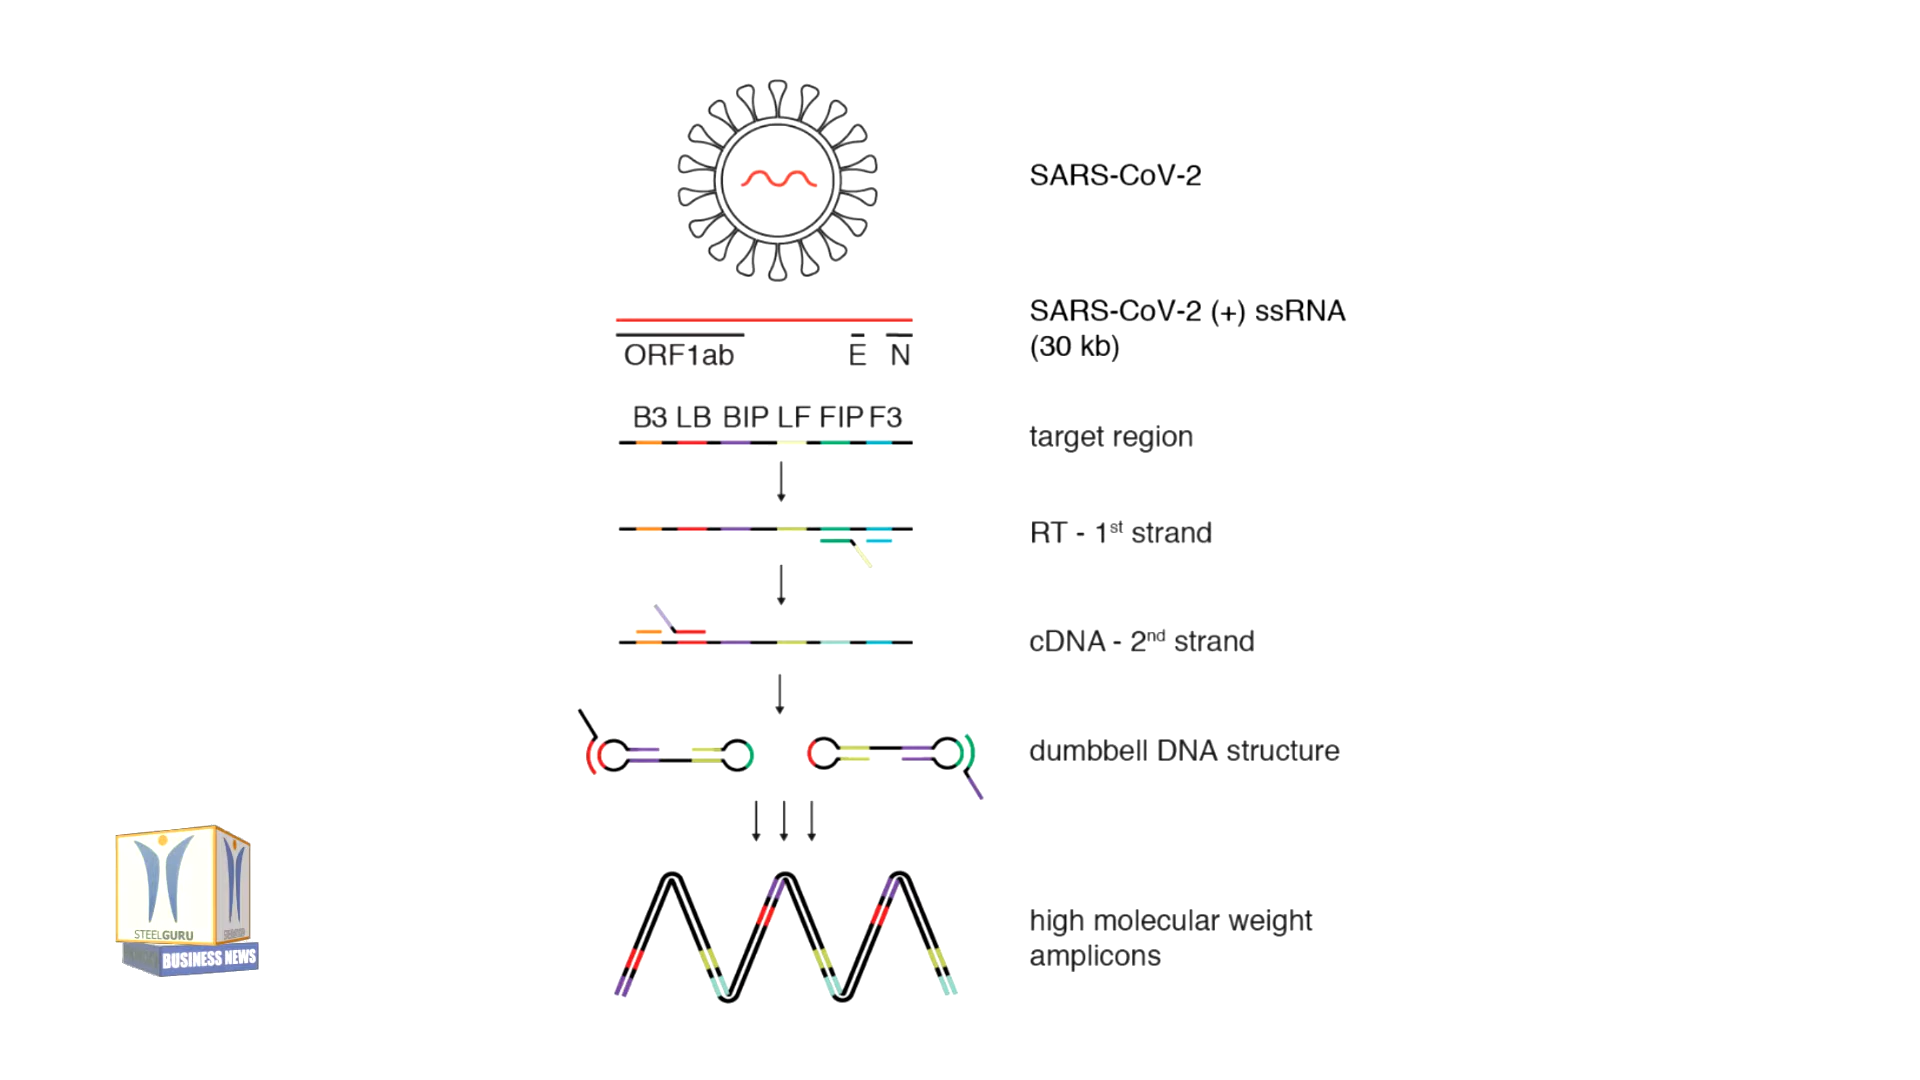 SARS-CoV-2
SARS-CoV-2 (+) ssRNA
(30 kb)
ORF1ab
E
N
B3 LB BIP LF FIP F3
target region
RT - 1st strand
cDNA - 2nd strand
dumbbell DNA structure
high molecular weight
amplicons
STEELGURU
BUSINESS NEWS